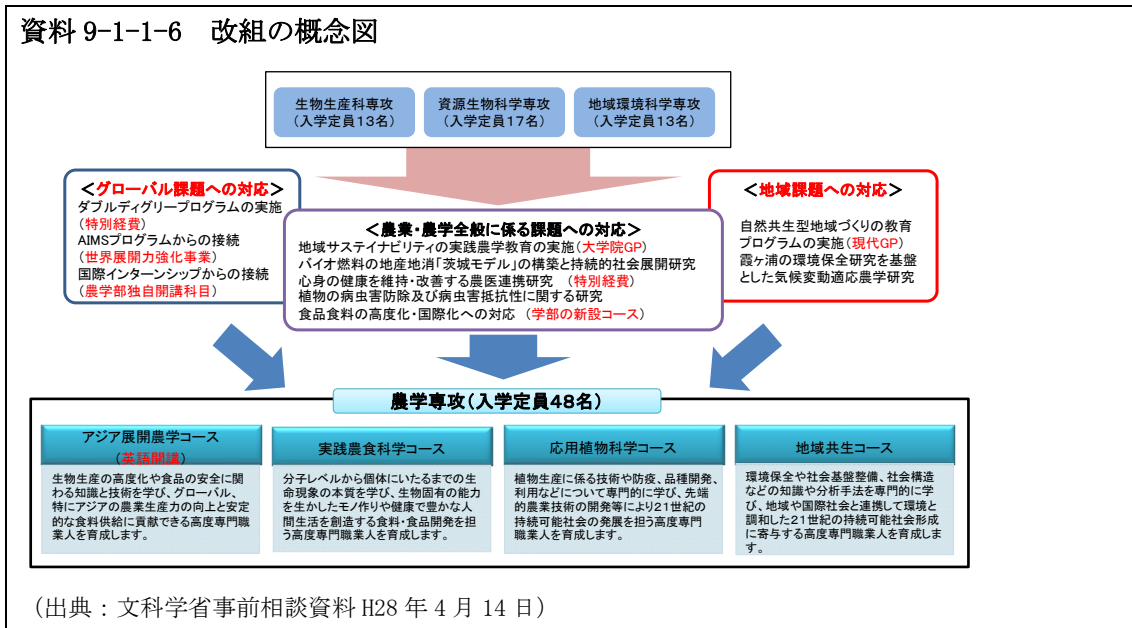 資料 9-1-1-6 改組の概念図
生物生産科専攻
(入学定員13名)
資源生物科学専攻
(入学定員17名)
地域環境科学専攻
(入学定員13名)
＜グローバル課題への対応＞
ダブルディグリープログラムの実施
(特別経費)
AIMSプログラムからの接続
(世界展開力強化事業)
国際インターンシップからの接続
(農学部独自開講科目)
＜農業・農学全般に係る課題への対応＞
地域サステイナビリティの実践農学教育の実施(大学院GP)
バイオ燃料の地産地消「茨城モデル」の構築と持続的社会展開研究
心身の健康を維持・改善する農医連携研究 (特別経費)
植物の病虫害防除及び病虫害抵抗性に関する研究
食品食料の高度化・国際化への対応 (学部の新設コース)
＜地域課題への対応＞
自然共生型地域づくりの教育
プログラムの実施(現代GP)
霞ヶ浦の環境保全研究を基盤
とした気候変動適応農学研究
農学専攻(入学定員48名)
アジア展開農学コース
(英語開講)
生物生産の高度化や食品の安全に関
わる知識と技術を学び、グローバル、
特にアジアの農業生産力の向上と安定
的な食料供給に貢献できる高度専門職
業人を育成します。
実践農食科学コース
分子レベルから個体にいたるまでの生
命現象の本質を学び、生物固有の能力
を生かしたモノ作りや健康で豊かな人
間生活を創造する食料・食品開発を担
う高度専門職業人を育成します。
応用植物科学コース
植物生産に係る技術や防疫、品種開発、
利用などについて専門的に学び、先端
的農業技術の開発等により21世紀の
持続可能社会の発展を担う高度専門
職業人を育成します。
地域共生コース
環境保全や社会基盤整備、社会構造
などの知識や分析手法を専門的に学
び、地域や国際社会と連携して環境と
調和した21世紀の持続可能社会形成
に寄与する高度専門職業人を育成しま
す。
(出典：文科学省事前相談資料 H28 年 4 月 14 日)